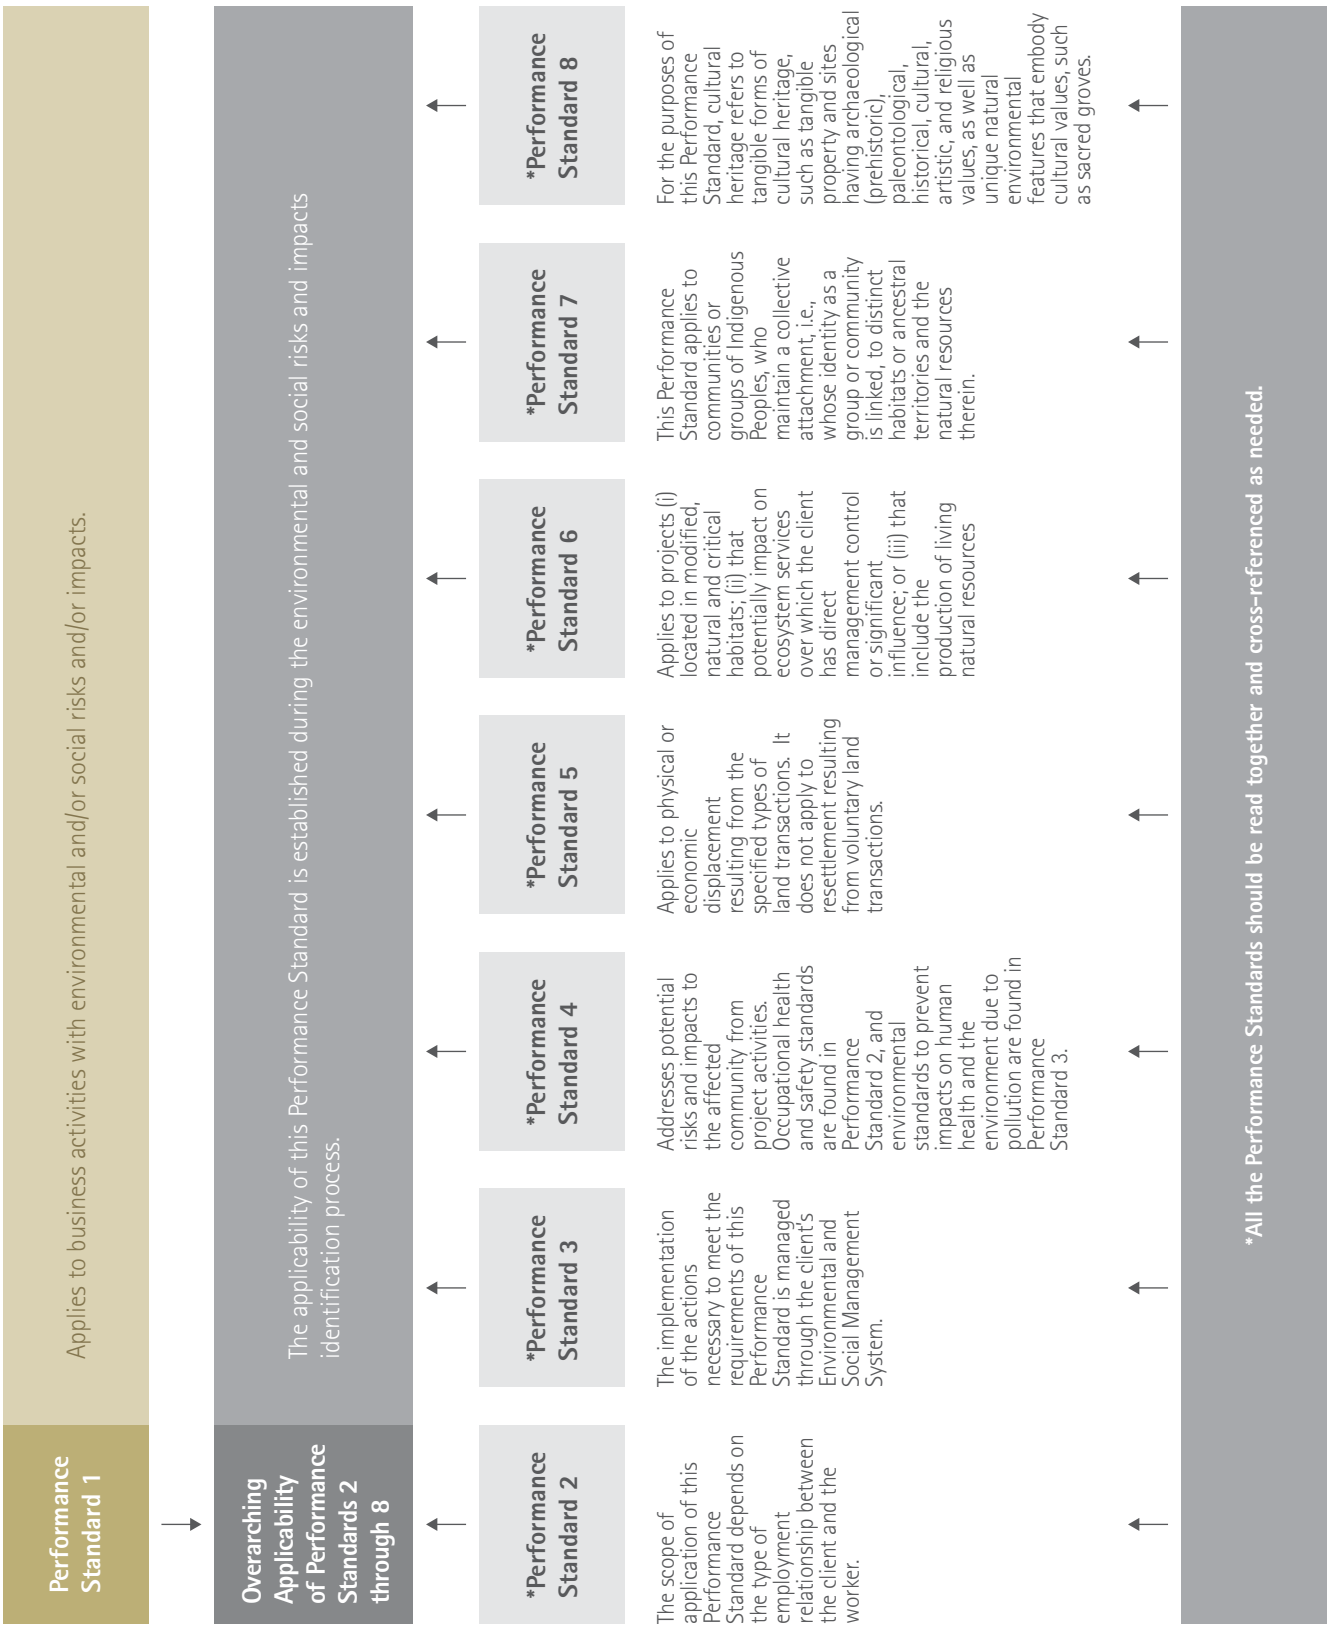 Performance
Standard 1
Applies to business activities with environmental and/or social risks and/or impacts.
Overarching
Applicability
of Performance
Standards 2
through 8
The applicability of this Performance Standard is established during the environmental and social risks and impacts
identification process.
*Performance
Standard 2
The scope of
application of this
Performance
Standard depends on
the type of
employment
relationship between
the client and the
worker.
*Performance
Standard 3
The implementation
of the actions
necessary to meet the
requirements of this
Performance
Standard is managed
through the client's
Environmental and
Social Management
System.
*Performance
Standard 4
Addresses potential
risks and impacts to
the affected
community from
project activities.
Occupational health
and safety standards
are found in
Performance
Standard 2, and
environmental
standards to prevent
impacts on human
health and the
environment due to
pollution are found in
Performance
Standard 3.
*Performance
Standard 5
Applies to physical or
economic
displacement
resulting from the
specified types of
land transactions. It
does not apply to
resettlement resulting
from voluntary land
transactions.
*Performance
Standard 6
Applies to projects (i)
located in modified,
natural and critical
habitats; (ii) that
potentially impact on
ecosystem services
over which the client
has direct
management control
or significant
influence; or (iii) that
include the
production of living
natural resources
*Performance
Standard 7
This Performance
Standard applies to
communities or
groups of Indigenous
Peoples, who
maintain a collective
attachment, i.e.,
whose identity as a
group or community
is linked, to distinct
habitats or ancestral
territories and the
natural resources
therein.
*Performance
Standard 8
For the purposes of
this Performance
Standard, cultural
heritage refers to
tangible forms of
cultural heritage,
such as tangible
property and sites
having archaeological
(prehistoric),
paleontological,
historical, cultural,
artistic, and religious
values, as well as
unique natural
environmental
features that embody
cultural values, such
as sacred groves.
*All the Performance Standards should be read together and cross-referenced as needed.